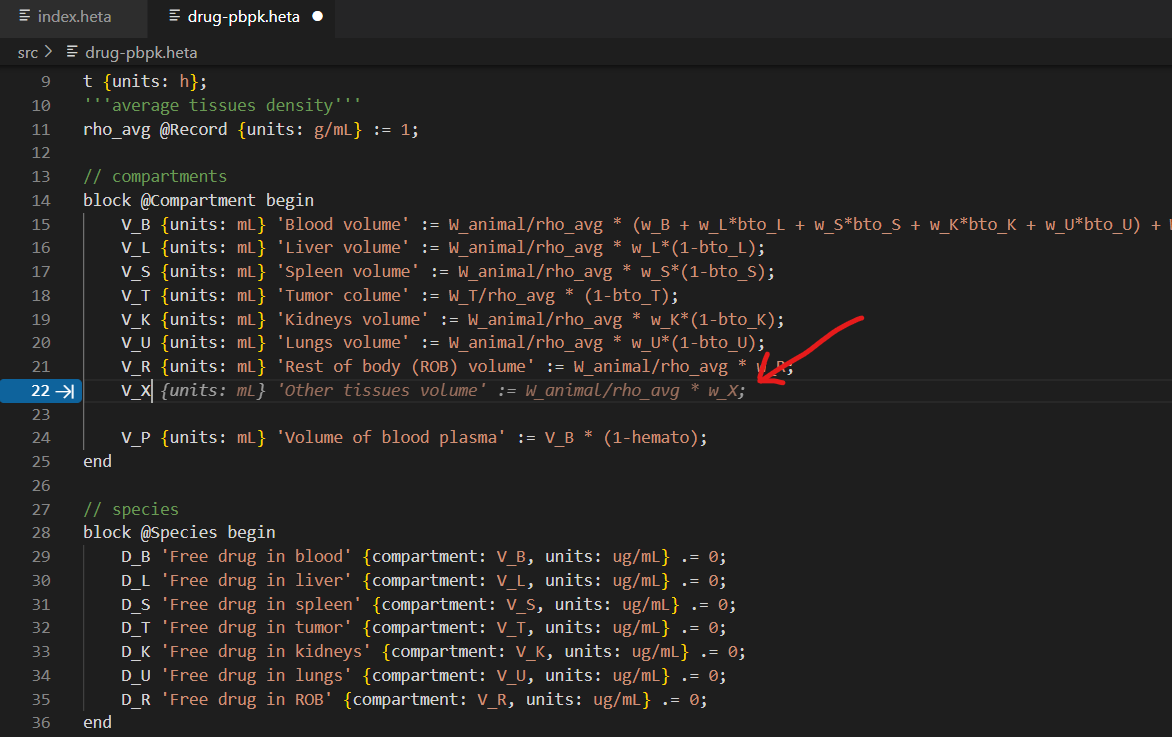 index.heta drug-pbpk.heta
src > drug-pbpk.heta
9 t {units: h};
10 '''average tissues density'''
11 rho_avg @Record {units: g/mL} := 1;
12
13 // compartments
14 block @Compartment begin
15 V_B {units: mL} 'Blood volume' := W_animal/rho_avg * (w_B + w_L*bto_L + w_S*bto_S + w_K*bto_K + w_U*bto_U) +
16 V_L {units: mL} 'Liver volume' := W_animal/rho_avg * w_L*(1-bto_L);
17 V_S {units: mL} 'Spleen volume' := W_animal/rho_avg * w_S*(1-bto_S);
18 V_T {units: mL} 'Tumor colume' := W_T/rho_avg * (1-bto_T);
19 V_K {units: mL} 'Kidneys volume' := W_animal/rho_avg * w_K*(1-bto_K);
20 V_U {units: mL} 'Lungs volume' := W_animal/rho_avg * w_U*(1-bto_U);
21 V_R {units: mL} 'Rest of body (ROB) volume' := W_animal/rho_avg * w_R;
22 V_X {units: mL} 'Other tissues volume' := W_animal/rho_avg * w_X;
23
24 V_P {units: mL} 'Volume of blood plasma' := V_B * (1-hemato);
25 end
26
27 // species
28 block @Species begin
29 D_B 'Free drug in blood' {compartment: V_B, units: ug/mL} .= 0;
30 D_L 'Free drug in liver' {compartment: V_L, units: ug/mL} .= 0;
31 D_S 'Free drug in spleen' {compartment: V_S, units: ug/mL} .= 0;
32 D_T 'Free drug in tumor' {compartment: V_T, units: ug/mL} .= 0;
33 D_K 'Free drug in kidneys' {compartment: V_K, units: ug/mL} .= 0;
34 D_U 'Free drug in lungs' {compartment: V_U, units: ug/mL} .= 0;
35 D_R 'Free drug in ROB' {compartment: V_R, units: ug/mL} .= 0;
36 end